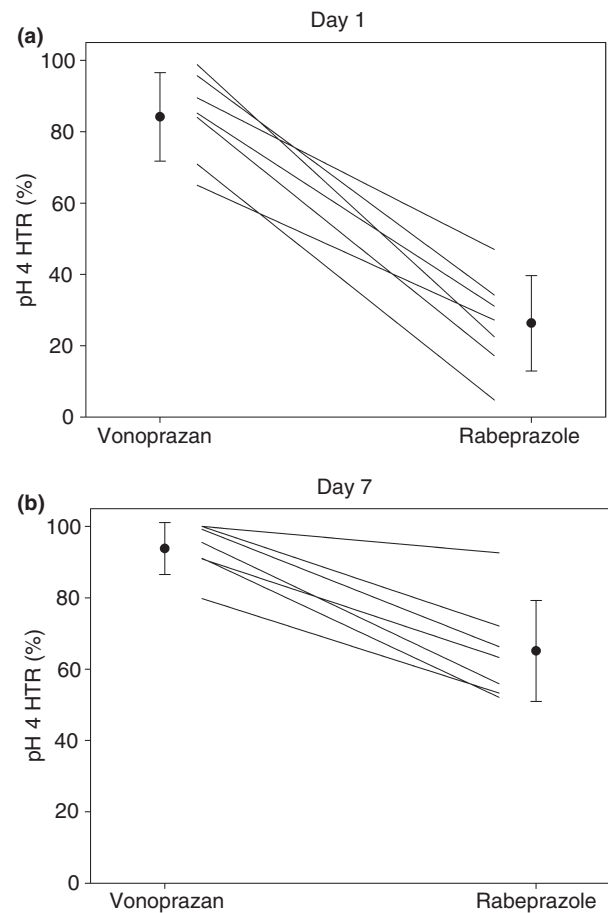 Day 1
(a)
100
80
60
40
20
0
pH 4 HTR (%)
Vonoprazan
Rabeprazole
Day 7
(b)
100
80
60
40
20
0
pH 4 HTR (%)
Vonoprazan
Rabeprazole